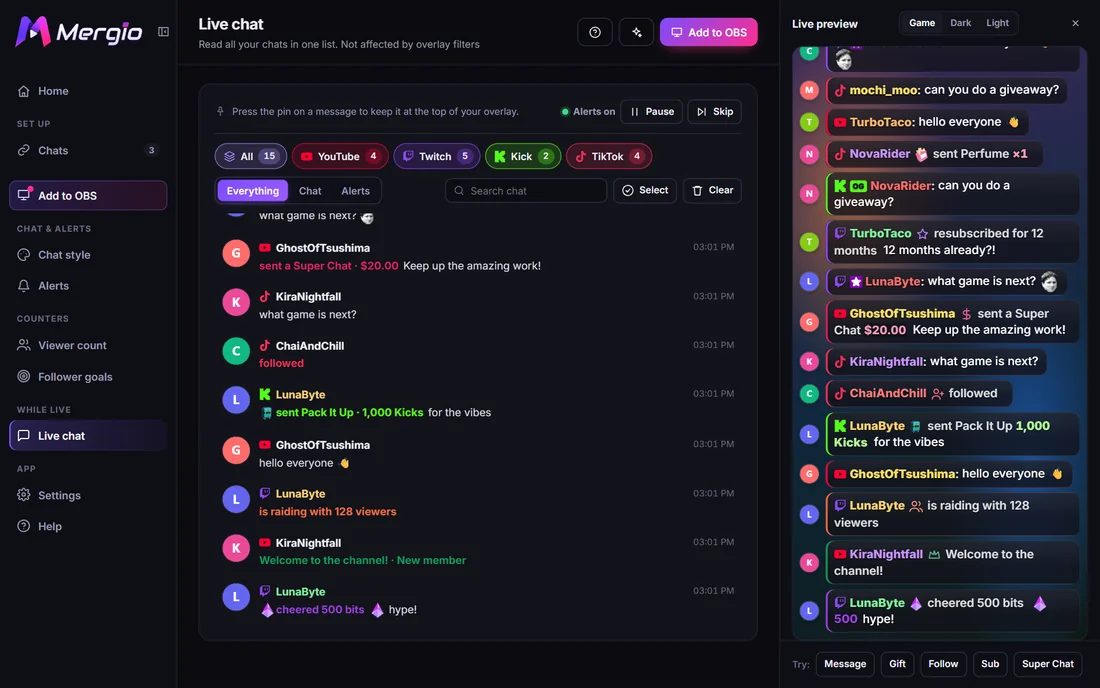 Mergio
Home
SET UP
Chats 3
Add to OBS
CHAT & ALERTS
Chat style
Alerts
COUNTERS
Viewer count
Follower goals
WHILE LIVE
Live chat
APP
Settings
Help
Live chat
Read all your chats in one list. Not affected by overlay filters
Add to OBS
Press the pin on a message to keep it at the top of your overlay.
Alerts on
Pause
Skip
All 15
YouTube 4
Twitch 5
Kick 2
TikTok 4
Everything
Chat
Alerts
Search chat
Select
Clear
what game is next?
G
GhostOfTsushima 03:01 PM
sent a Super Chat · $20.00 Keep up the amazing work!
K
KiraNightfall 03:01 PM
what game is next?
C
ChaiAndChill 03:01 PM
followed
L
LunaByte 03:01 PM
sent Pack It Up · 1,000 Kicks for the vibes
G
GhostOfTsushima 03:01 PM
hello everyone 👋
L
LunaByte 03:01 PM
is raiding with 128 viewers
K
KiraNightfall 03:01 PM
Welcome to the channel! · New member
L
LunaByte 03:01 PM
cheered 500 bits hype!
Live preview
Game
Dark
Light
C
M
mochi_moo: can you do a giveaway?
T
TurboTaco: hello everyone 👋
N
NovaRider sent Perfume ×1
N
NovaRider: can you do a
giveaway?
T
TurboTaco resubscribed for 12
months 12 months already?!
L
LunaByte: what game is next?
G
GhostOfTsushima sent a Super
Chat $20.00 Keep up the amazing work!
K
KiraNightfall: what game is next?
C
ChaiAndChill followed
L
LunaByte sent Pack It Up 1,000
Kicks for the vibes
G
GhostOfTsushima: hello everyone 👋
L
LunaByte is raiding with 128
viewers
K
KiraNightfall Welcome to the
channel!
L
LunaByte cheered 500 bits
500 hype!
Try:
Message
Gift
Follow
Sub
Super Chat